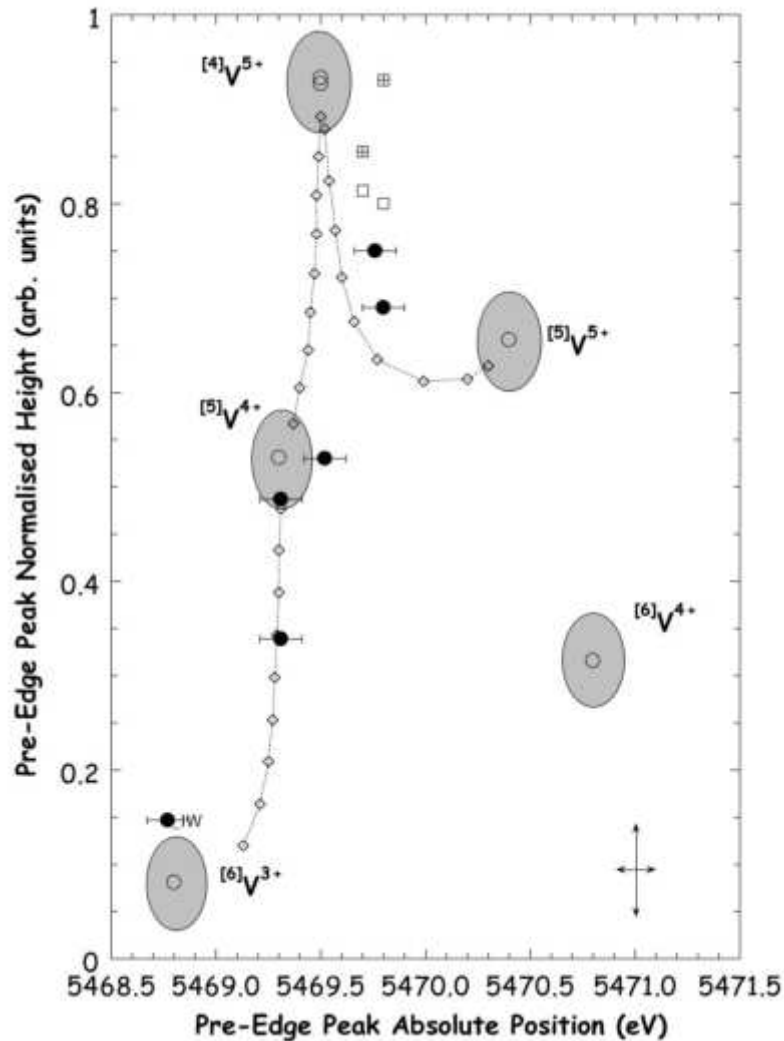 1
[4]V5+
0.8
[5]V5+
0.6
[5]V4+
0.4
[6]V4+
0.2
W
[6]V3+
0
5468.5 5469.0 5469.5 5470.0 5470.5 5471.0 5471.5
Pre-Edge Peak Absolute Position (eV)
Pre-Edge Peak Normalised Height (arb. units)